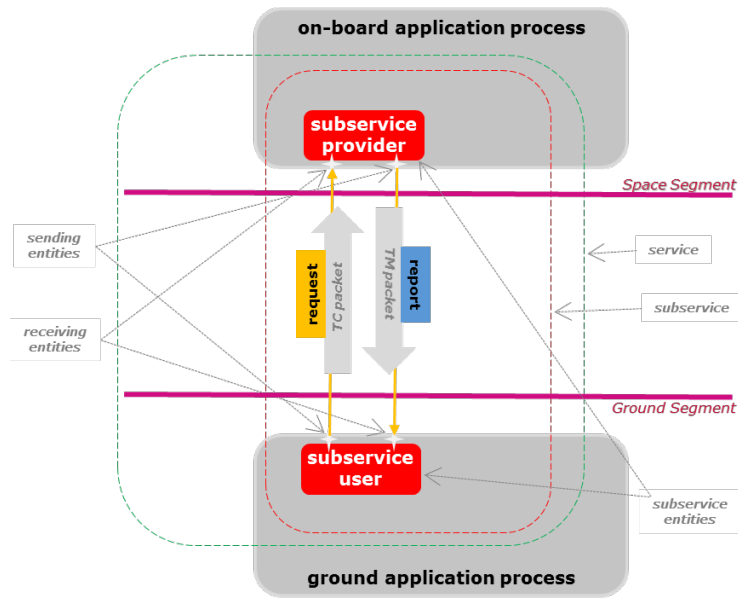 on-board application process
subservice
provider
Space Segment
sending
entities
service
request
TC packet
TM packet
report
subservice
receiving
entities
Ground Segment
subservice
user
subservice
entities
ground application process